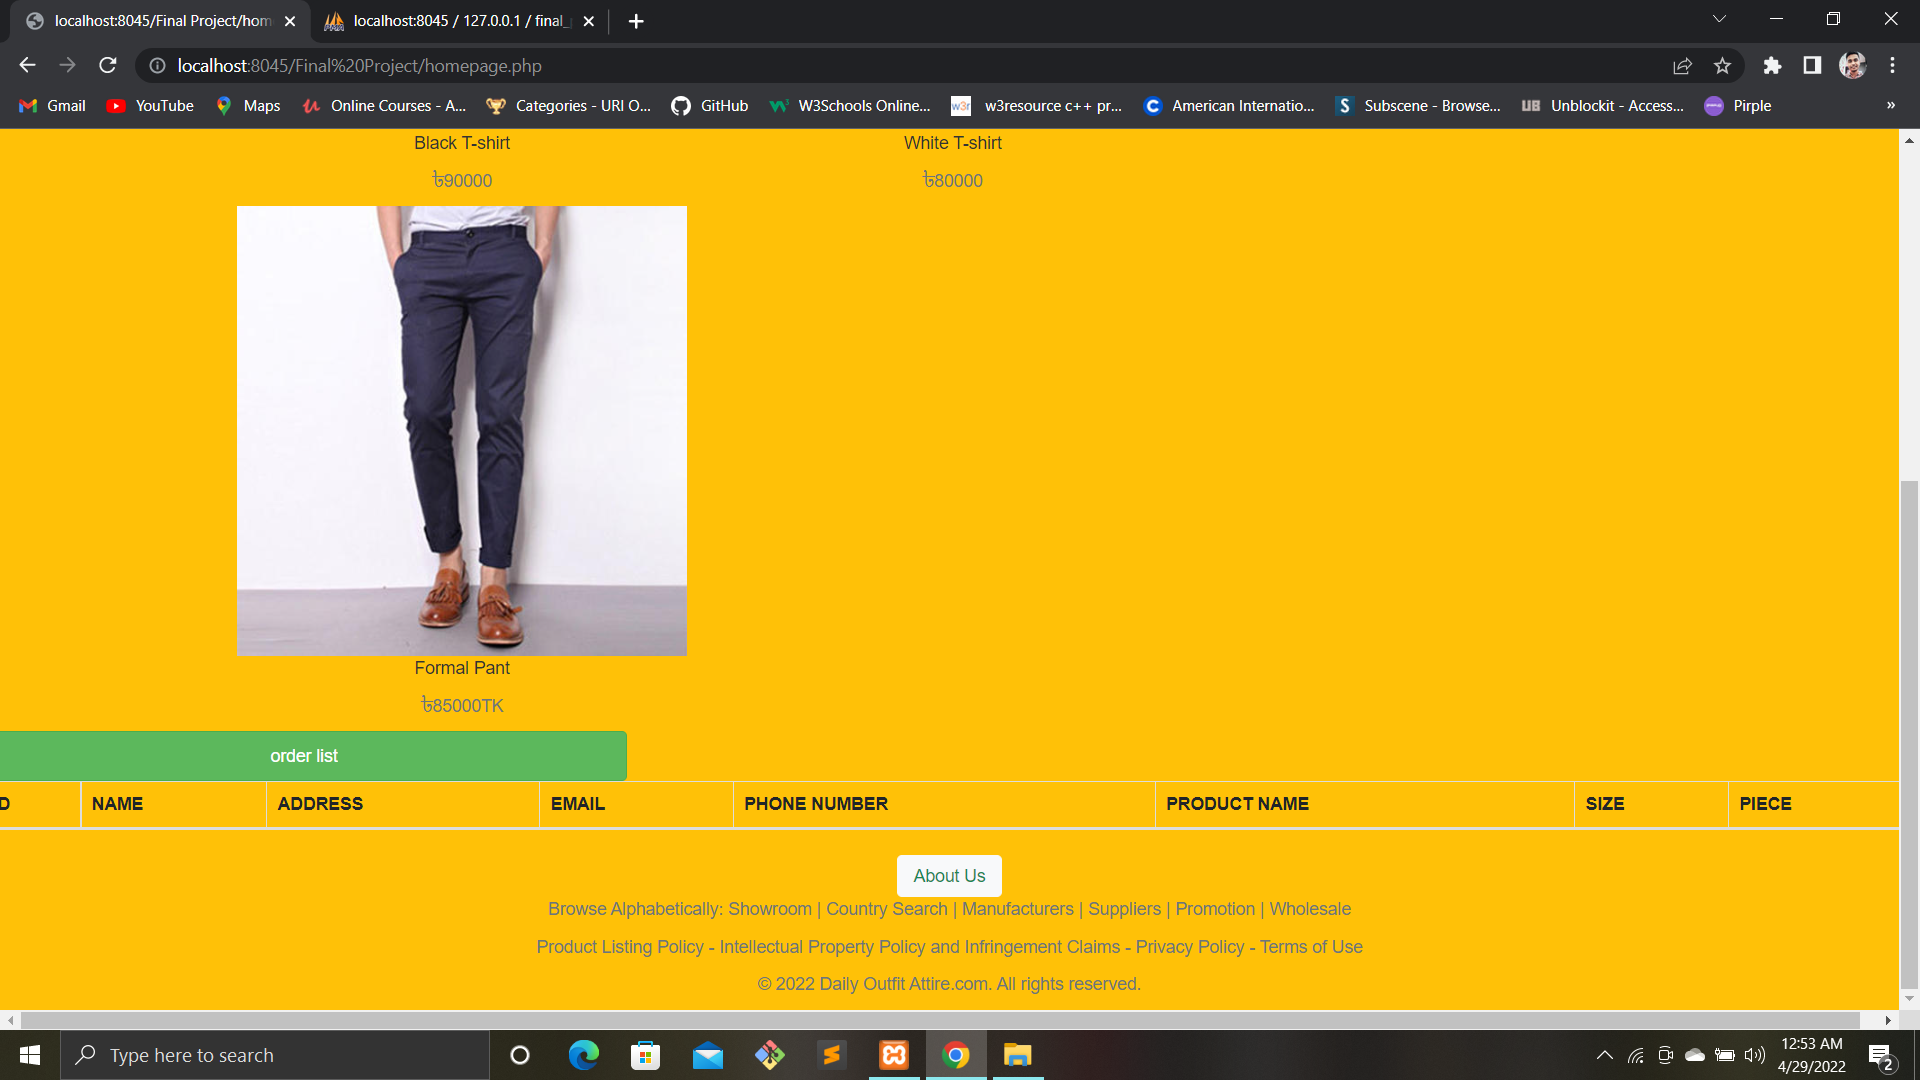 localhost:8045/Final Project/hom
localhost:8045 / 127.0.0.1 / final_
localhost:8045/Final%20Project/homepage.php
Gmail YouTube Maps Online Courses - A... Categories - URI O... GitHub W3Schools Online... w3r w3resource c++ pr... American Internatio... Subscene - Browse... UB Unblockit - Access... Pirple »
Black T-shirt White T-shirt
৳90000 ৳80000
Formal Pant
৳85000TK
order list
D NAME ADDRESS EMAIL PHONE NUMBER PRODUCT NAME SIZE PIECE
About Us
Browse Alphabetically: Showroom | Country Search | Manufacturers | Suppliers | Promotion | Wholesale
Product Listing Policy - Intellectual Property Policy and Infringement Claims - Privacy Policy - Terms of Use
© 2022 Daily Outfit Attire.com. All rights reserved.
Type here to search
12:53 AM
4/29/2022
2